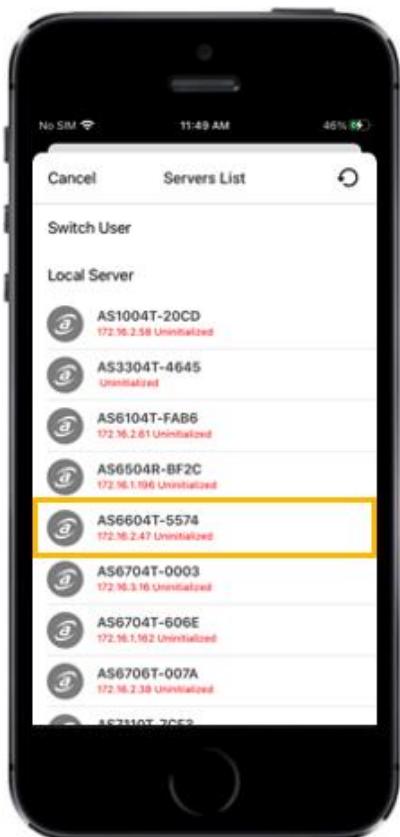 No SIM 11:49 AM 46%
Cancel Servers List
Switch User
Local Server
AS1004T-20CD
172.16.2.58 Uninitialized
AS3304T-4645
Uninitialized
AS6104T-FAB6
172.16.2.61 Uninitialized
AS6504R-BF2C
172.16.1.196 Uninitialized
AS6604T-5574
172.16.2.47 Uninitialized
AS6704T-0003
172.16.3.16 Uninitialized
AS6704T-606E
172.16.1.162 Uninitialized
AS6706T-007A
172.16.2.38 Uninitialized